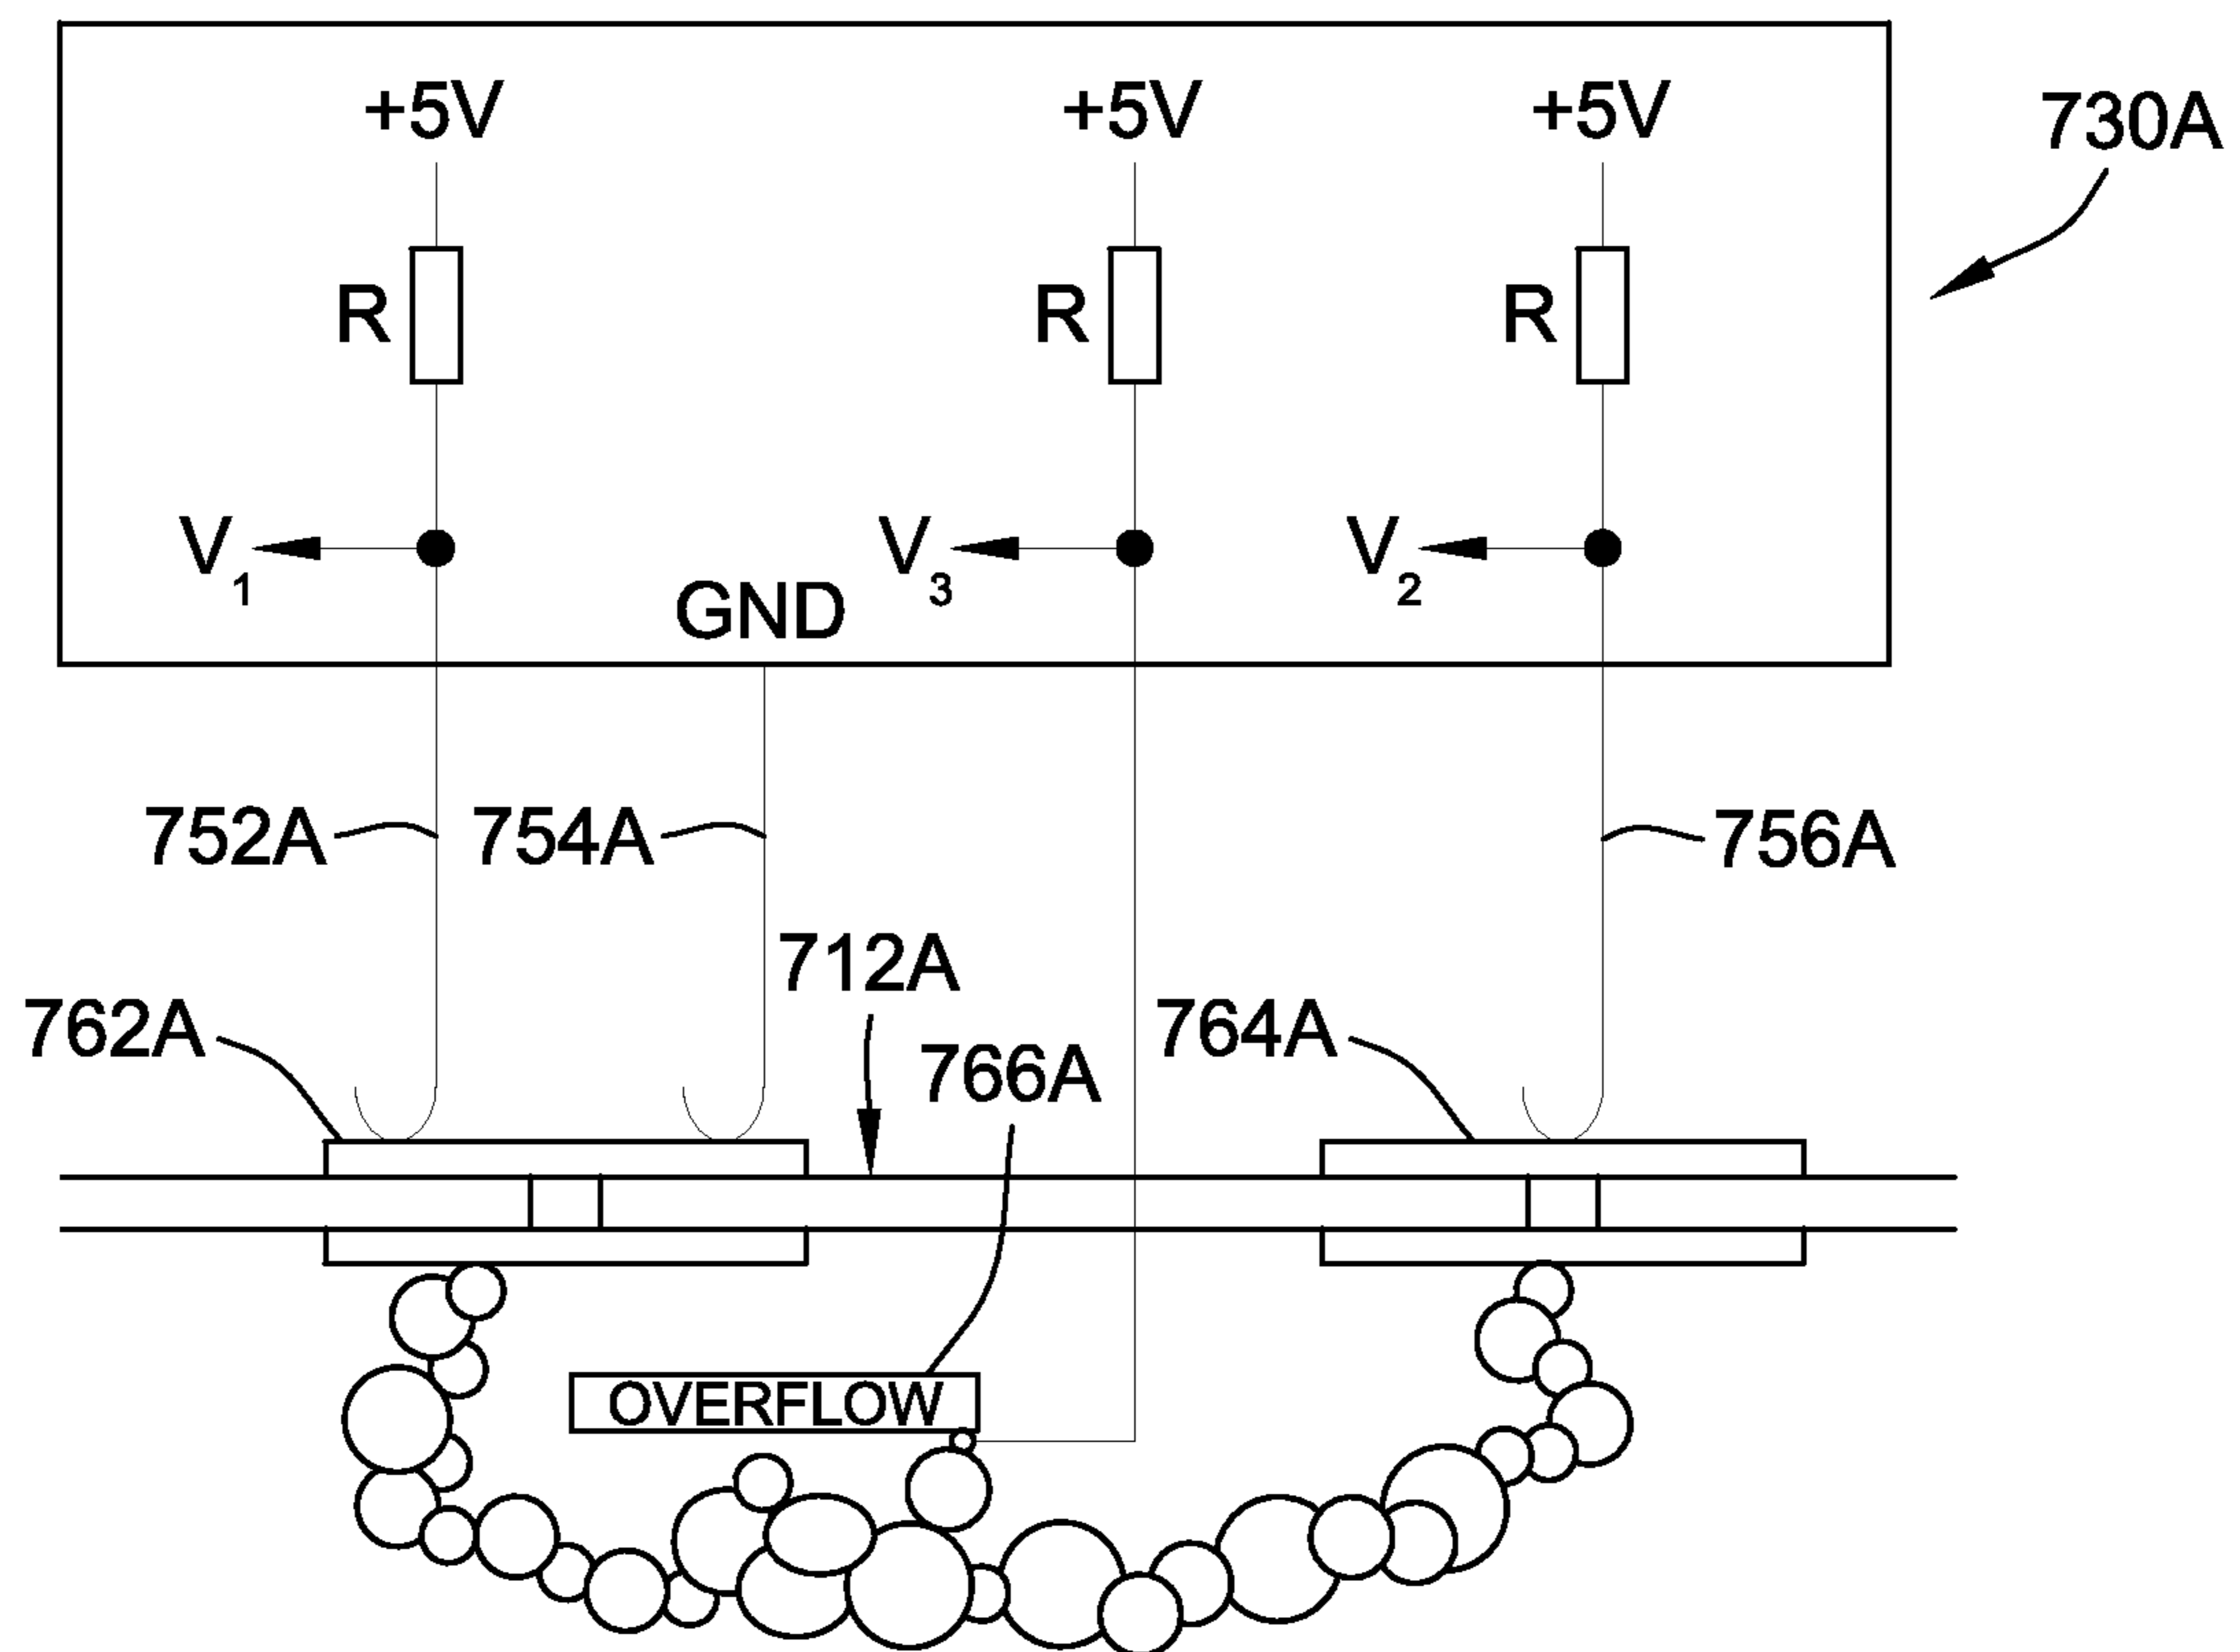 +5V +5V +5V
730A
R R R
V1 V3 V2
GND
752A 754A 756A
712A
762A 766A 764A
OVERFLOW